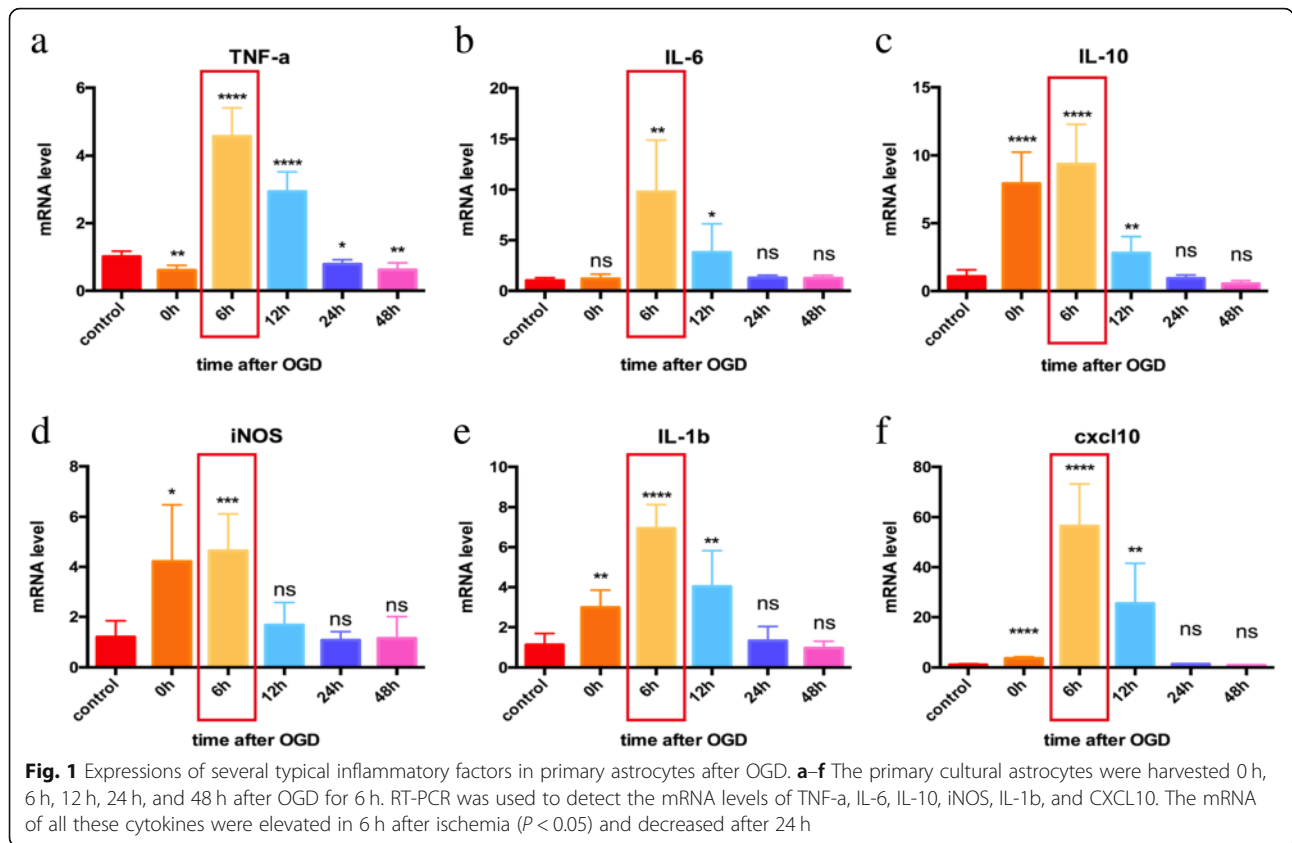 a
TNF-a
mRNA level
6
4
2
0
**
****
****
*
**
control
0h
6h
12h
24h
48h
time after OGD
b
IL-6
mRNA level
20
15
10
5
0
ns
**
*
ns
ns
control
0h
6h
12h
24h
48h
time after OGD
c
IL-10
mRNA level
15
10
5
0
****
****
**
ns
ns
control
0h
6h
12h
24h
48h
time after OGD
d
iNOS
mRNA level
8
6
4
2
0
*
***
ns
ns
ns
control
0h
6h
12h
24h
48h
time after OGD
e
IL-1b
mRNA level
10
8
6
4
2
0
**
****
**
ns
ns
control
0h
6h
12h
24h
48h
time after OGD
f
cxcl10
mRNA level
80
60
40
20
0
****
****
**
ns
ns
control
0h
6h
12h
24h
48h
time after OGD
Fig. 1 Expressions of several typical inflammatory factors in primary astrocytes after OGD. a–f The primary cultural astrocytes were harvested 0 h,
6 h, 12 h, 24 h, and 48 h after OGD for 6 h. RT-PCR was used to detect the mRNA levels of TNF-a, IL-6, IL-10, iNOS, IL-1b, and CXCL10. The mRNA
of all these cytokines were elevated in 6 h after ischemia (P < 0.05) and decreased after 24 h